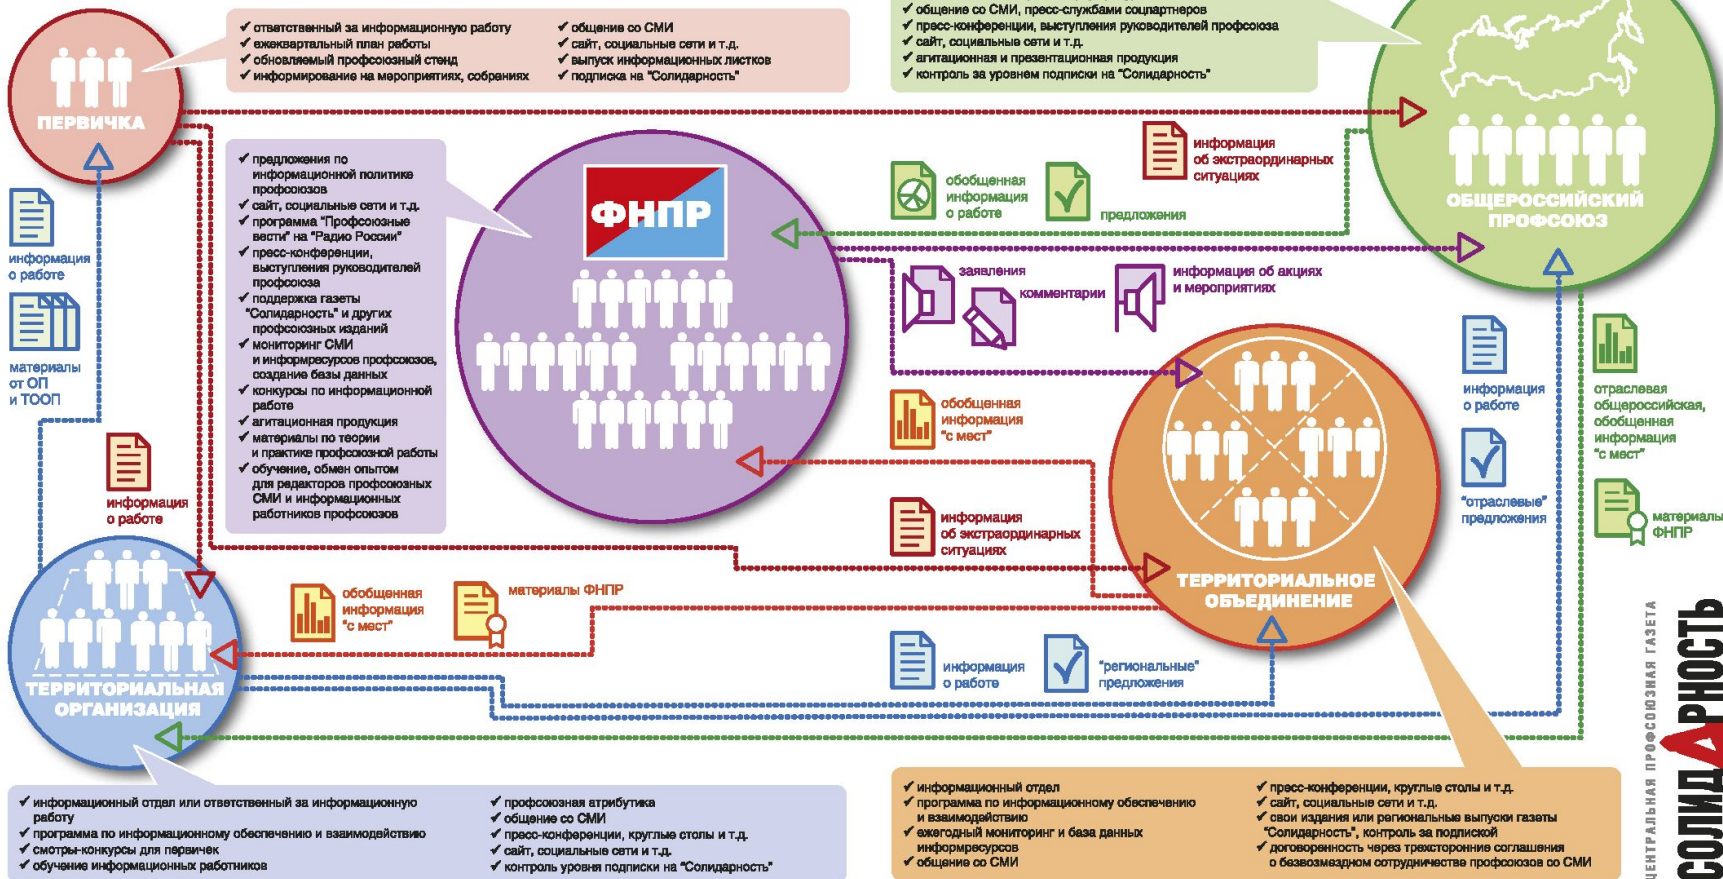 ✓ ответственный за информационную работу
✓ ежеквартальный план работы
✓ обновляемый профсоюзный стенд
✓ информирование на мероприятиях, собраниях
✓ общение со СМИ
✓ сайт, социальные сети и т.д.
✓ выпуск информационных листков
✓ подписка на "Солидарность"
✓ общение со СМИ, пресс-службами соцпартнеров
✓ пресс-конференции, выступления руководителей профсоюза
✓ сайт, социальные сети и т.д.
✓ агитационная и презентационная продукция
✓ контроль за уровнем подписки на "Солидарность"
ПЕРВИЧКА
ОБЩЕРОССИЙСКИЙ
ПРОФСОЮЗ
✓ предложения по
информационной политике
профсоюзов
✓ сайт, социальные сети и т.д.
✓ программа "Профсоюзные
вести" на "Радио России"
✓ пресс-конференции,
выступления руководителей
профсоюза
✓ поддержка газеты
"Солидарность" и других
профсоюзных изданий
✓ мониторинг СМИ
и информресурсов профсоюзов,
создание базы данных
✓ конкурсы по информационной
работе
✓ агитационная продукция
✓ материалы по теории
и практике профсоюзной работы
✓ обучение, обмен опытом
для редакторов профсоюзных
СМИ и информационных
работников профсоюзов
ФНПР
информация
об экстраординарных
ситуациях
обобщенная
информация
о работе
предложения
заявления
комментарии
информация об акциях
и мероприятиях
информация
о работе
материалы
от ОП
и ТООП
информация
о работе
обобщенная
информация
"с мест"
информация
об экстраординарных
ситуациях
информация
о работе
"отраслевые"
предложения
отраслевая
общероссийская,
обобщенная
информация
"с мест"
материалы
ФНПР
ТЕРРИТОРИАЛЬНОЕ
ОБЪЕДИНЕНИЕ
обобщенная
информация
"с мест"
материалы ФНПР
информация
о работе
"региональные"
предложения
ТЕРРИТОРИАЛЬНАЯ
ОРГАНИЗАЦИЯ
✓ информационный отдел или ответственный за информационную
работу
✓ программа по информационному обеспечению и взаимодействию
✓ смотры-конкурсы для первичек
✓ обучение информационных работников
✓ профсоюзная атрибутика
✓ общение со СМИ
✓ пресс-конференции, круглые столы и т.д.
✓ сайт, социальные сети и т.д.
✓ контроль уровня подписки на "Солидарность"
✓ информационный отдел
✓ программа по информационному обеспечению
и взаимодействию
✓ ежегодный мониторинг и база данных
информресурсов
✓ общение со СМИ
✓ пресс-конференции, круглые столы и т.д.
✓ сайт, социальные сети и т.д.
✓ свои издания или региональные выпуски газеты
"Солидарность", контроль за подпиской
✓ договоренность через трехсторонние соглашения
о безвозмездном сотрудничестве профсоюзов со СМИ
ЦЕНТРАЛЬНАЯ ПРОФСОЮЗНАЯ ГАЗЕТА
СОЛИДАРНОСТЬ